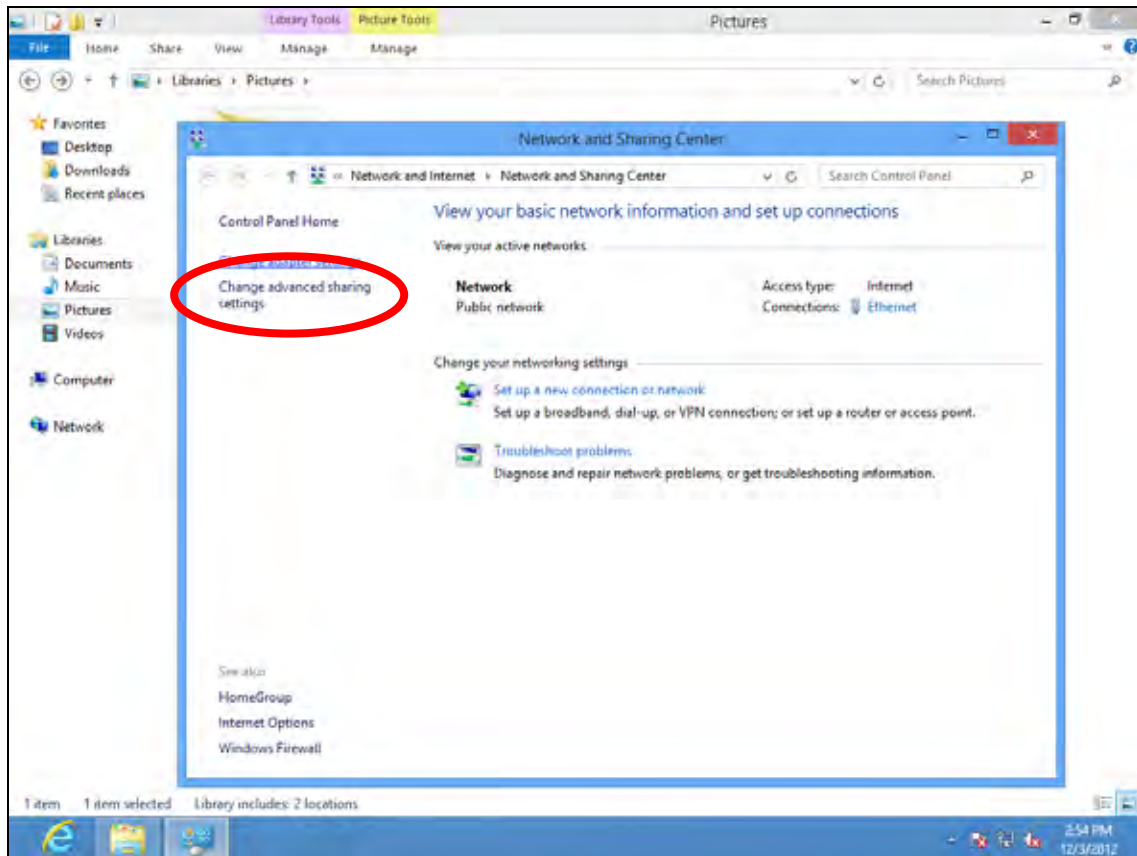 Library Tools Picture Tools Pictures
File Home Share View Manage Manage
Libraries Pictures Search Pictures
Favorites
Desktop
Downloads
Recent places
Libraries
Documents
Music
Pictures
Videos
Computer
Network
Network and Sharing Center
Network and Internet Network and Sharing Center Search Control Panel
Control Panel Home
Change adapter settings
Change advanced sharing
settings
View your basic network information and set up connections
View your active networks
Network Access type: Internet
Public network Connections: Ethernet
Change your networking settings
Set up a new connection or network
Set up a broadband, dial-up, or VPN connection; or set up a router or access point.
Troubleshoot problems
Diagnose and repair network problems, or get troubleshooting information.
See also
HomeGroup
Internet Options
Windows Firewall
1 item 1 item selected Library includes: 2 locations
2:54 PM
12/3/2012